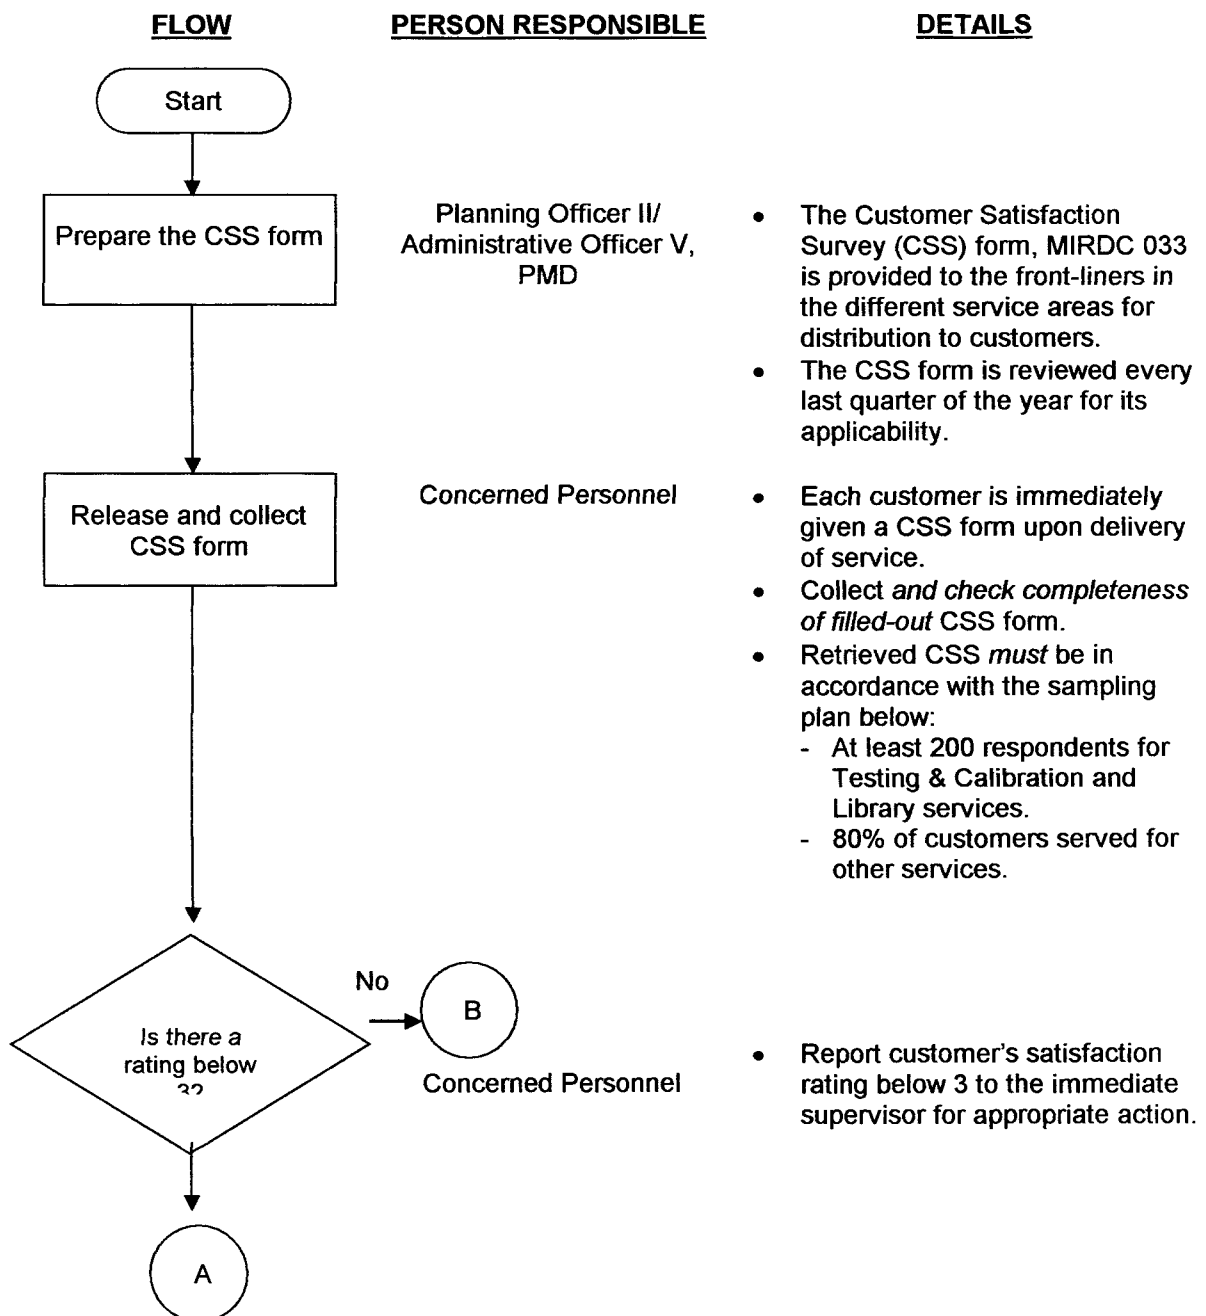 FLOW PERSON RESPONSIBLE DETAILS
Start
Prepare the CSS form
Planning Officer II/
Administrative Officer V,
PMD
• The Customer Satisfaction
Survey (CSS) form, MIRDC 033
is provided to the front-liners in
the different service areas for
distribution to customers.
• The CSS form is reviewed every
last quarter of the year for its
applicability.
Release and collect
CSS form
Concerned Personnel
• Each customer is immediately
given a CSS form upon delivery
of service.
• Collect and check completeness
of filled-out CSS form.
• Retrieved CSS must be in
accordance with the sampling
plan below:
- At least 200 respondents for
Testing & Calibration and
Library services.
- 80% of customers served for
other services.
Is there a
rating below
No
B
Concerned Personnel
• Report customer's satisfaction
rating below 3 to the immediate
supervisor for appropriate action.
A